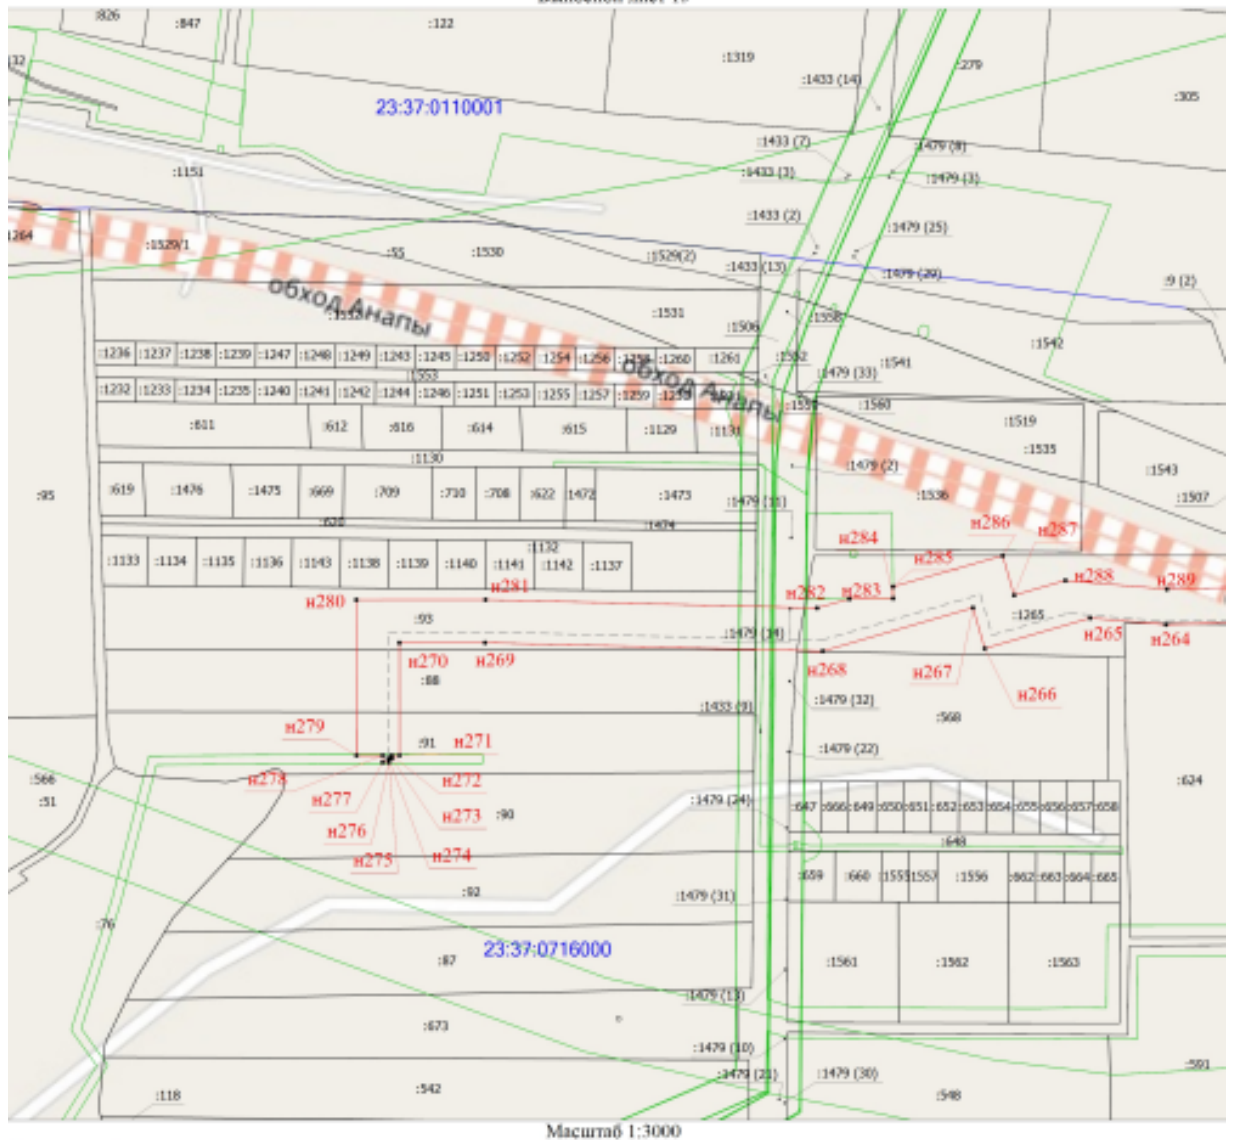 :826
:847
:122
:1319
:1433 (14)
:279
:305
23:37:0110001
:1433 (7)
:1479 (8)
:1433 (3)
:1479 (3)
:1151
:1433 (2)
:1479 (25)
:1529/1
:55
:1530
:1529(2)
:1433 (13)
:1479 (29)
:9 (2)
обход Анапы
:1531
:1506
:1558
:1542
:1236 :1237 :1238 :1239 :1247 :1248 :1249 :1243 :1245 :1250 :1252 :1254 :1256 :1258 :1260 :1261
:1552
:1541
обход Анапы
:1553
:1479 (33)
:1232 :1233 :1234 :1235 :1240 :1241 :1242 :1244 :1246 :1251 :1253 :1255 :1257 :1259
:1560
:611 :612 :616 :614 :615 :1129 :1131
:1519
:1535
:1130
:1479 (2)
:1543
:95
:619 :1476 :1475 :669 :709 :710 :708 :622 :1472 :1473
:1479 (11)
:1536
:1507
:620
:1474
н284
н286
н287
:1132
:1133 :1134 :1135 :1136 :1143 :1138 :1139 :1140 :1141 :1142 :1137
н285
н288
н289
н280
н281
н282
н283
:93
:1265
:1479 (14)
н265
н264
н270
н269
н268
н267
н266
:88
:1479 (32)
:1433 (9)
:568
н279
:91
н271
:1479 (22)
:566
:51
н278
н272
:624
н277
н273
:90
:1479 (24)
:647 :666 :649 :650 :651 :652 :653 :654 :655 :656 :657 :658
н276
н275
н274
:648
:92
:659 :660 :1555 :1557 :1556 :662 :663 :664 :665
:1479 (31)
:76
23:37:0716000
:87
:1561 :1562 :1563
:1479 (13)
:673
:1479 (10)
:591
:1479 (21)
:1479 (30)
:118
:542
:548
Масштаб 1:3000